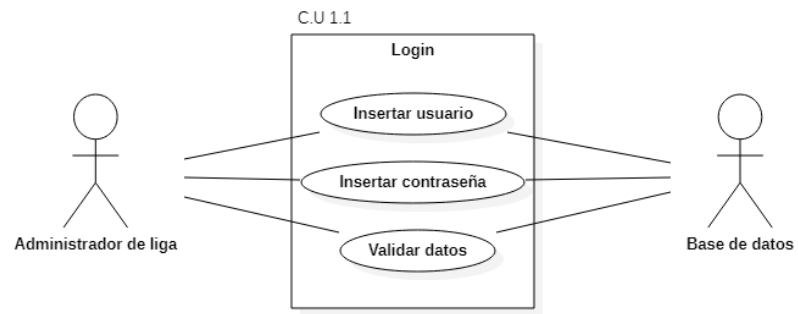 C.U 1.1
Login
Insertar usuario
Insertar contraseña
Validar datos
Administrador de liga
Base de datos